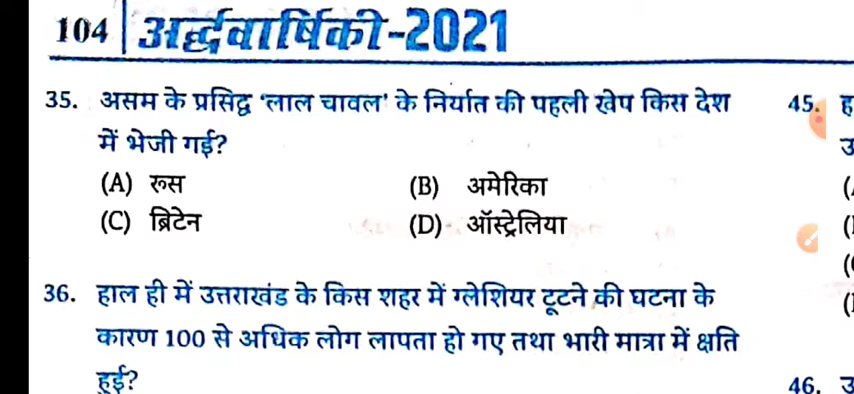 104 अर्द्धवार्षिकी-2021
35. असम के प्रसिद्ध 'लाल चावल' के निर्यात की पहली खेप किस देश
में भेजी गई?
(A) रूस (B) अमेरिका
(C) ब्रिटेन (D) ऑस्ट्रेलिया
36. हाल ही में उत्तराखंड के किस शहर में ग्लेशियर टूटने की घटना के
कारण 100 से अधिक लोग लापता हो गए तथा भारी मात्रा में क्षति
हुई?
45. ह
46. उ